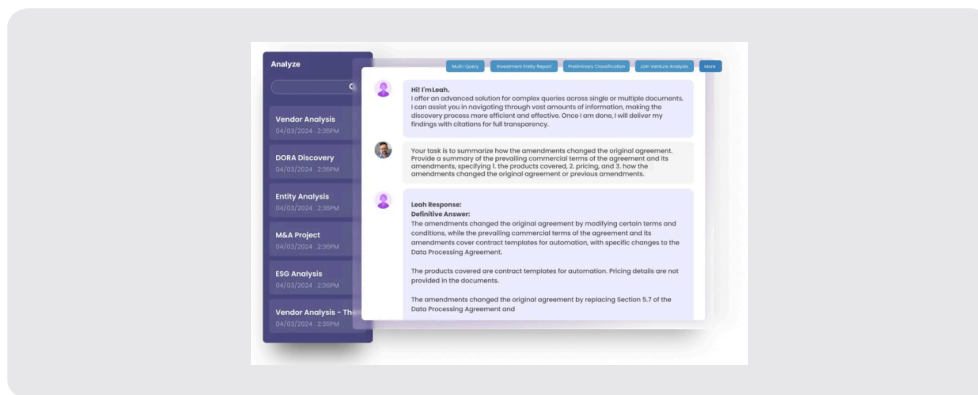 Analyze
Vendor Analysis
04/03/2024 . 2:36PM
DORA Discovery
04/03/2024 . 2:36PM
Entity Analysis
04/03/2024 . 2:36PM
M&A Project
04/03/2024 . 2:36PM
ESG Analysis
04/03/2024 . 2:36PM
Vendor Analysis - Th
04/03/2024 . 2:36PM
Multi-Query
Investment Entity Report
Preliminary Classification
Join Venture Analysis
More
Hi! I'm Leah,
I offer an advanced solution for complex queries across single or multiple documents.
I can assist you in navigating through vast amounts of information, making the
discovery process more efficient and effective. Once I am done, I will deliver my
findings with citations for full transparency.
Your task is to summarize how the amendments changed the original agreement.
Provide a summary of the prevailing commercial terms of the agreement and its
amendments, specifying 1. the products covered, 2. pricing, and 3. how the
amendments changed the original agreement or previous amendments.
Leah Response:
Definitive Answer:
The amendments changed the original agreement by modifying certain terms and
conditions, while the prevailing commercial terms of the agreement and its
amendments cover contract templates for automation, with specific changes to the
Data Processing Agreement.
The products covered are contract templates for automation. Pricing details are not
provided in the documents.
The amendments changed the original agreement by replacing Section 5.7 of the
Data Processing Agreement and